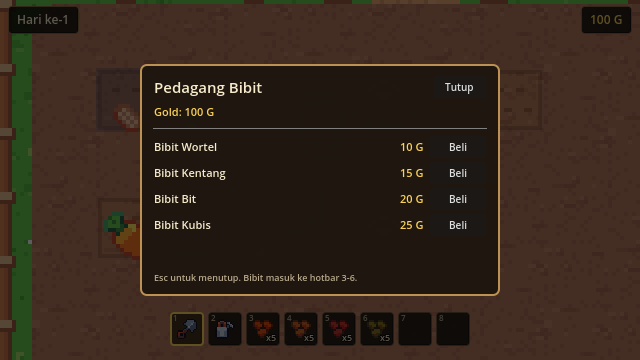 Hari ke-1
100 G
Pedagang Bibit
Tutup
Gold: 100 G
Bibit Wortel 10 G Beli
Bibit Kentang 15 G Beli
Bibit Bit 20 G Beli
Bibit Kubis 25 G Beli
Esc untuk menutup. Bibit masuk ke hotbar 3-6.
1 2 3 4 5 6 7 8
x5 x5 x5 x5